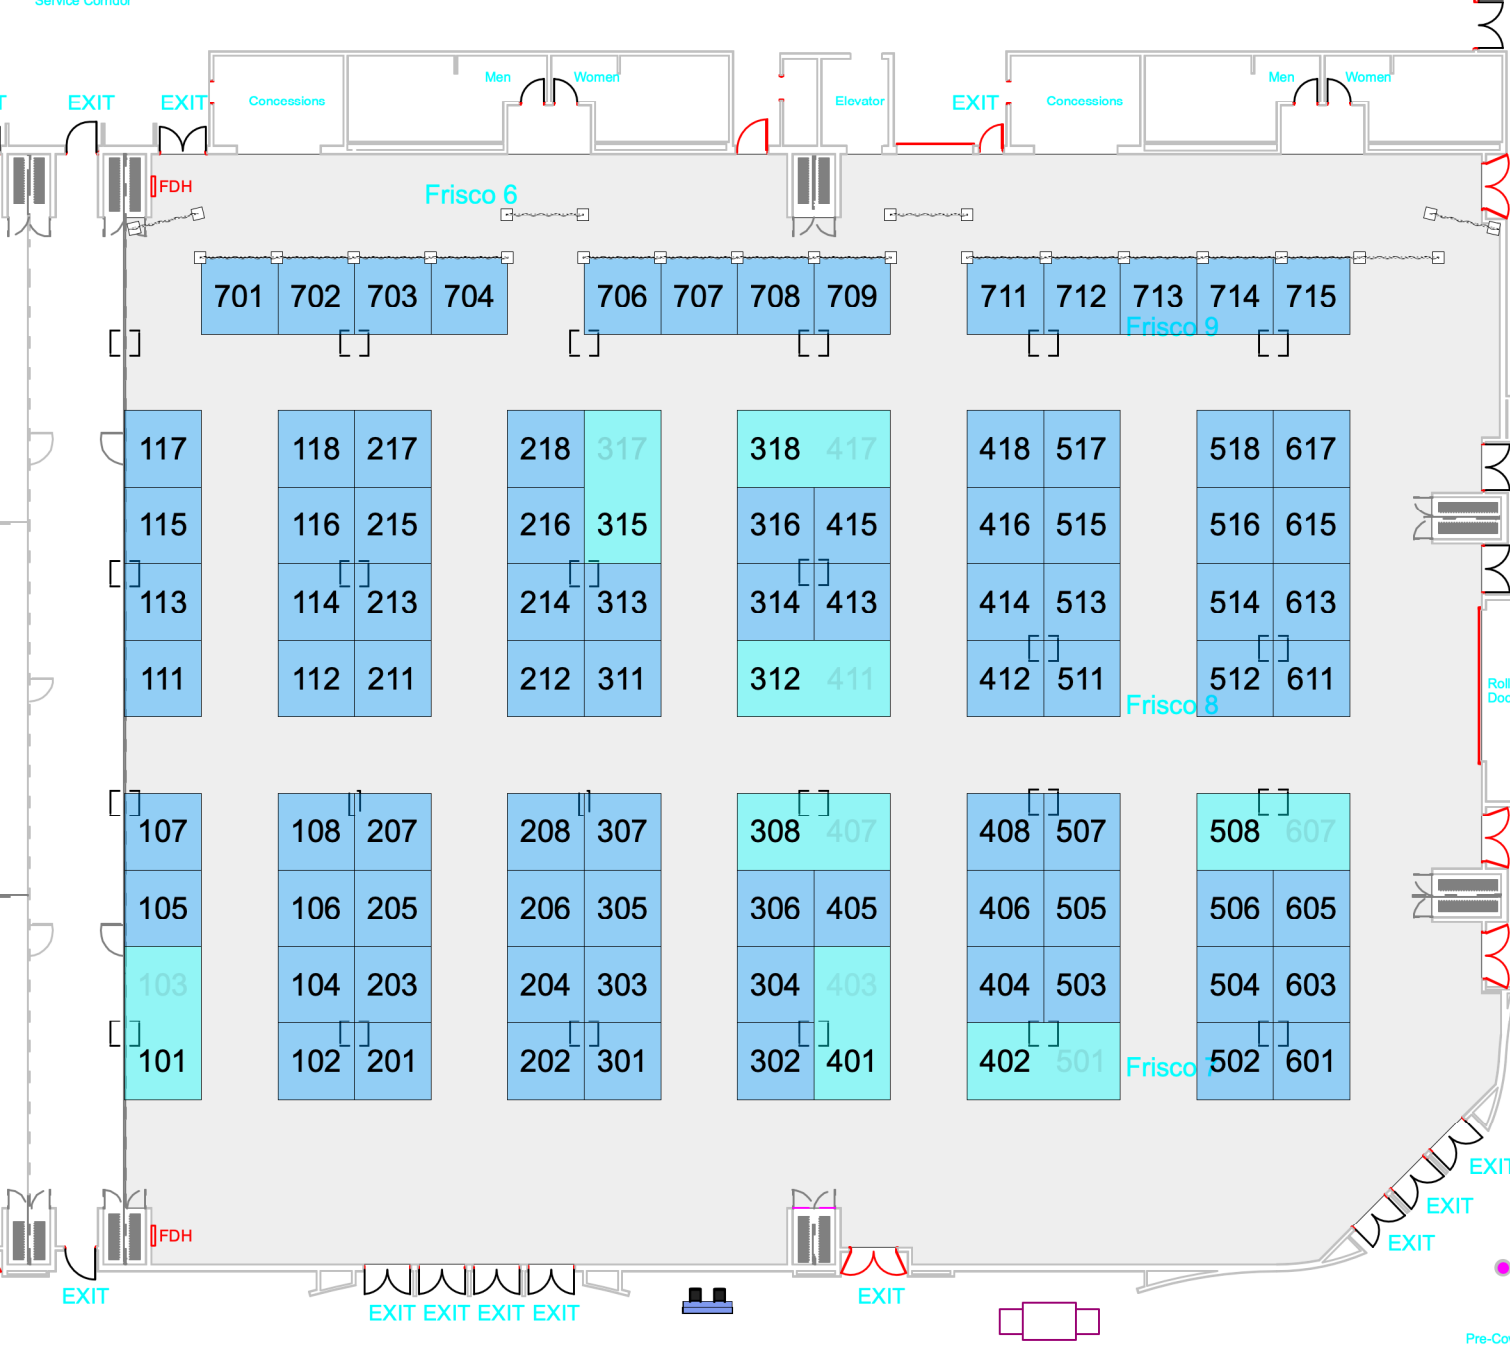 Service Corridor
Men
Women
Men
Women
EXIT
EXIT
Concessions
Elevator
EXIT
Concessions
FDH
Frisco 6
701 702 703 704 706 707 708 709 711 712 713 714 715
Frisco 9
117 118 217 218 317 318 417 418 517 518 617
115 116 215 216 315 316 415 416 515 516 615
113 114 213 214 313 314 413 414 513 514 613
111 112 211 212 311 312 411 412 511 512 611
Frisco 8
107 108 207 208 307 308 407 408 507 508 607
105 106 205 206 305 306 405 406 505 506 605
103 104 203 204 303 304 403 404 503 504 603
101 102 201 202 301 302 401 402 501 502 601
Frisco 7
EXIT
EXIT
EXIT
FDH
EXIT
EXIT EXIT EXIT EXIT
EXIT